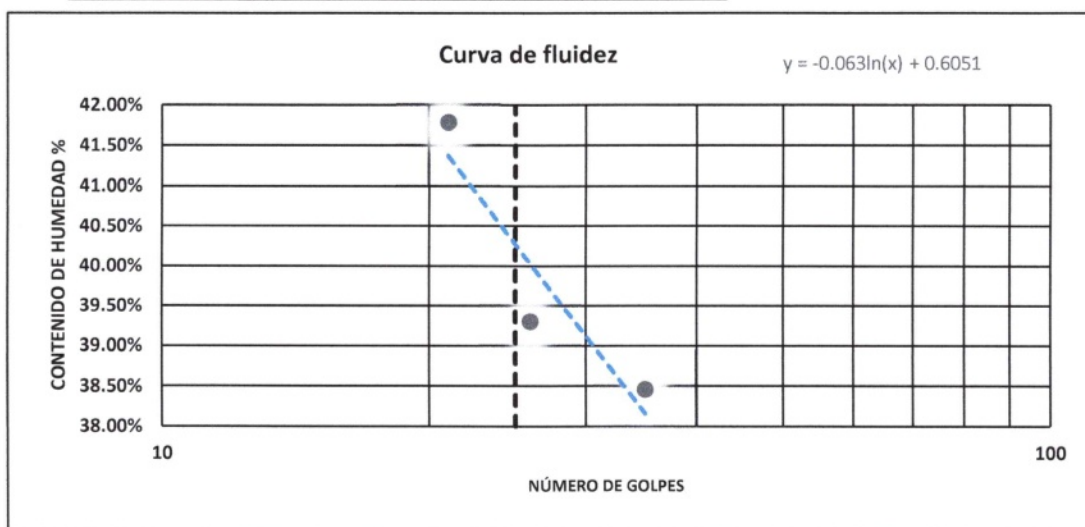 Curva de fluidez
y = -0.063ln(x) + 0.6051
CONTENIDO DE HUMEDAD %
42.00%
41.50%
41.00%
40.50%
40.00%
39.50%
39.00%
38.50%
38.00%
10
100
NÚMERO DE GOLPES